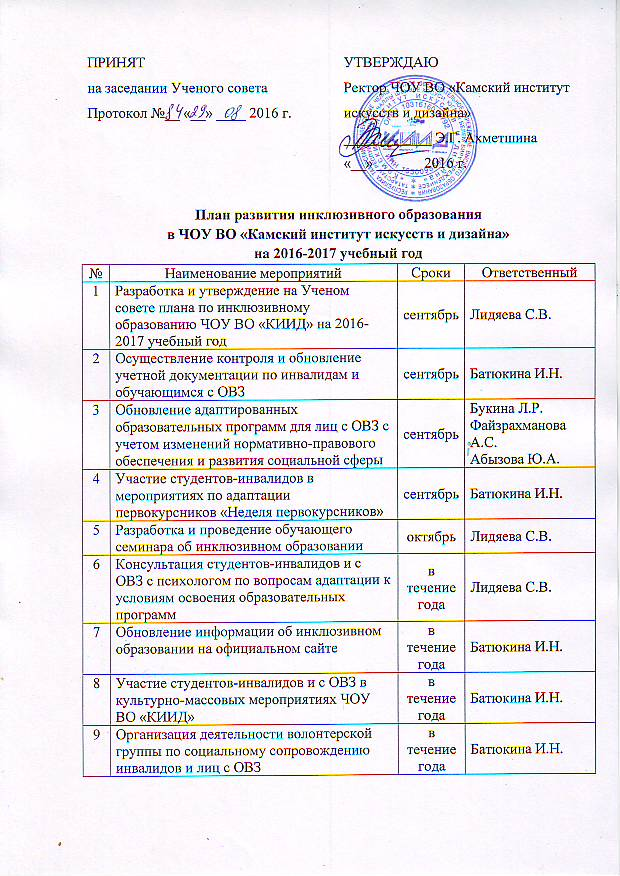 ПРИНЯТ
на заседании Ученого совета
Протокол №84 «29» 08 2016 г.
УТВЕРЖДАЮ
Ректор ЧОУ ВО «Камский институт
искусств и дизайна»
Э.Г. Ахметшина
«__» 2016 г.
План развития инклюзивного образования
в ЧОУ ВО «Камский институт искусств и дизайна»
на 2016-2017 учебный год
№ Наименование мероприятий Сроки Ответственный
1 Разработка и утверждение на Ученом
совете плана по инклюзивному
образованию ЧОУ ВО «КИИД» на 2016-
2017 учебный год
сентябрь Лидяева С.В.
2 Осуществление контроля и обновление
учетной документации по инвалидам и
обучающимся с ОВЗ
сентябрь Батюкина И.Н.
3 Обновление адаптированных
образовательных программ для лиц с ОВЗ с
учетом изменений нормативно-правового
обеспечения и развития социальной сферы
сентябрь
Букина Л.Р.
Файзрахманова
А.С.
Абызова Ю.А.
4 Участие студентов-инвалидов в
мероприятиях по адаптации
первокурсников «Неделя первокурсников»
сентябрь Батюкина И.Н.
5 Разработка и проведение обучающего
семинара об инклюзивном образовании
октябрь Лидяева С.В.
6 Консультация студентов-инвалидов и с
ОВЗ с психологом по вопросам адаптации к
условиям освоения образовательных
программ
в
течение
года
Лидяева С.В.
7 Обновление информации об инклюзивном
образовании на официальном сайте
в
течение
года
Батюкина И.Н.
8 Участие студентов-инвалидов и с ОВЗ в
культурно-массовых мероприятиях ЧОУ
ВО «КИИД»
в
течение
года
Батюкина И.Н.
9 Организация деятельности волонтерской
группы по социальному сопровождению
инвалидов и лиц с ОВЗ
в
течение
года
Батюкина И.Н.